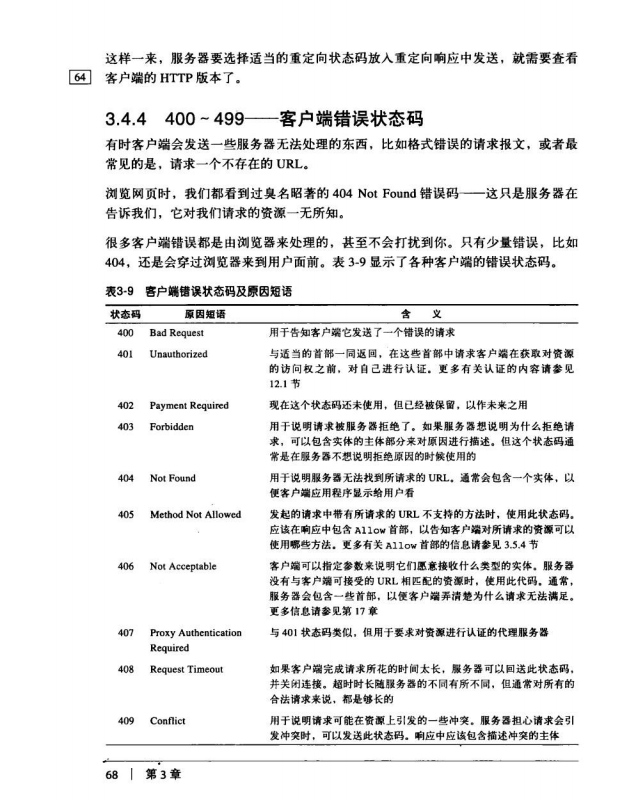 这样一来，服务器要选择适当的重定向状态码放入重定向响应中发送，就需要查看
64 客户端的 HTTP 版本了。
3.4.4 400 ~ 499——客户端错误状态码
有时客户端会发送一些服务器无法处理的东西，比如格式错误的请求报文，或者最
常见的是，请求一个不存在的 URL。
浏览网页时，我们都看到过臭名昭著的 404 Not Found 错误码——这只是服务器在
告诉我们，它对我们请求的资源一无所知。
很多客户端错误都是由浏览器来处理的，甚至不会打扰到你。只有少量错误，比如
404，还是会穿过浏览器来到用户面前。表 3-9 显示了各种客户端的错误状态码。
表3-9 客户端错误状态码及原因短语
状态码 原因短语 含 义
400 Bad Request 用于告知客户端它发送了一个错误的请求
401 Unauthorized 与适当的首部一同返回，在这些首部中请求客户端在获取对资源
的访问权之前，对自己进行认证。更多有关认证的内容请参见
12.1 节
402 Payment Required 现在这个状态码还未使用，但已经被保留，以作未来之用
403 Forbidden 用于说明请求被服务器拒绝了。如果服务器想说明为什么拒绝请
求，可以包含实体的主体部分来对原因进行描述。但这个状态码通
常是在服务器不想说明拒绝原因的时候使用的
404 Not Found 用于说明服务器无法找到所请求的 URL。通常会包含一个实体，以
便客户端应用程序显示给用户看
405 Method Not Allowed 发起的请求中带有所请求的 URL 不支持的方法时，使用此状态码。
应该在响应中包含 Allow 首部，以告知客户端对所请求的资源可以
使用哪些方法。更多有关 Allow 首部的信息请参见 3.5.4 节
406 Not Acceptable 客户端可以指定参数来说明它们愿意接收什么类型的实体。服务器
没有与客户端可接受的 URL 相匹配的资源时，使用此代码。通常，
服务器会包含一些首部，以便客户端弄清楚为什么请求无法满足。
更多信息请参见第 17 章
407 Proxy Authentication 与 401 状态码类似，但用于要求对资源进行认证的代理服务器
Required
408 Request Timeout 如果客户端完成请求所花的时间太长，服务器可以回送此状态码，
并关闭连接。超时时长随服务器的不同有所不同，但通常对所有的
合法请求来说，都是够长的
409 Conflict 用于说明请求可能在资源上引发的一些冲突。服务器担心请求会引
发冲突时，可以发送此状态码。响应中应该包含描述冲突的主体
68 | 第 3 章